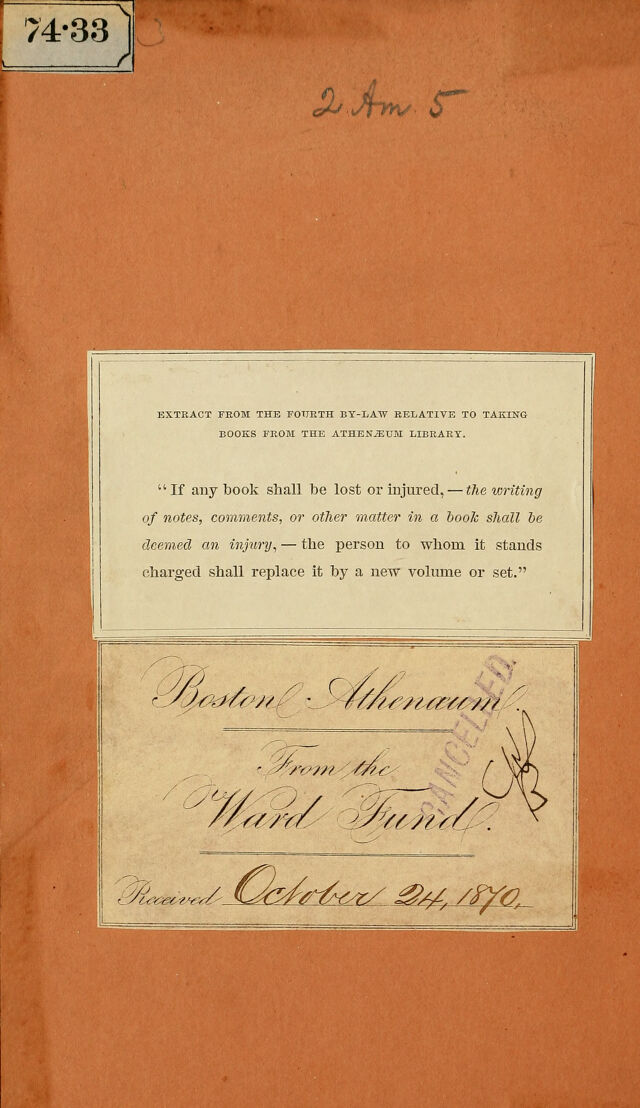 74·33
2 Am 5
EXTRACT FROM THE FOURTH BY-LAW RELATIVE TO TAKING
BOOKS FROM THE ATHENÆUM LIBRARY.
“If any book shall be lost or injured, — the writing
of notes, comments, or other matter in a book shall be
deemed an injury, — the person to whom it stands
charged shall replace it by a new volume or set.”
Boston Athenæum.
CANCELLED.
From the
Ward Fund.
Received October 24, 1870.